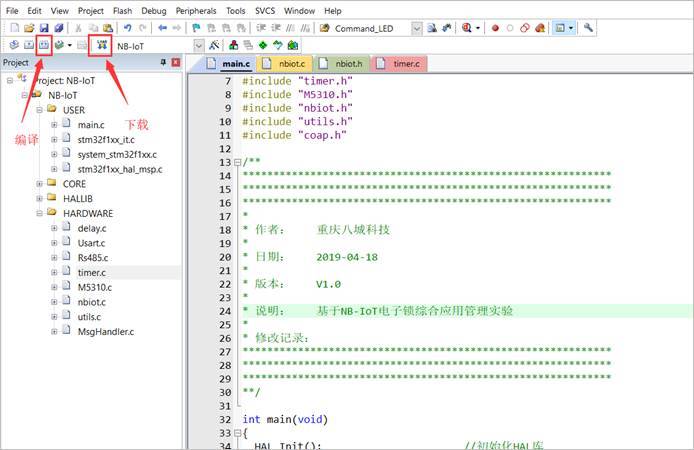 File Edit View Project Flash Debug Peripherals Tools SVCS Window Help
Command_LED
LOAD
NB-IoT
Project
main.c nbiot.c nbiot.h timer.c
Project: NB-IoT
NB-IoT
USER
main.c
stm32f1xx_it.c
system_stm32f1xx.c
stm32f1xx_hal_msp.c
CORE
HALLIB
HARDWARE
delay.c
Usart.c
Rs485.c
timer.c
M5310.c
nbiot.c
utils.c
MsgHandler.c
编译
下载
7 #include "timer.h"
8 #include "M5310.h"
9 #include "nbiot.h"
10 #include "utils.h"
11 #include "coap.h"
12
13 /**
14 *************************************************************
15 *************************************************************
16 *************************************************************
17 *
18 * 作者： 重庆八城科技
19 *
20 * 日期： 2019-04-18
21 *
22 * 版本： V1.0
23 *
24 * 说明： 基于NB-IoT电子锁综合应用管理实验
25 *
26 * 修改记录：
27 *************************************************************
28 *************************************************************
29 *************************************************************
30 **/
31
32 int main(void)
33 {
34 HAL_Init(); //初始化HAL库